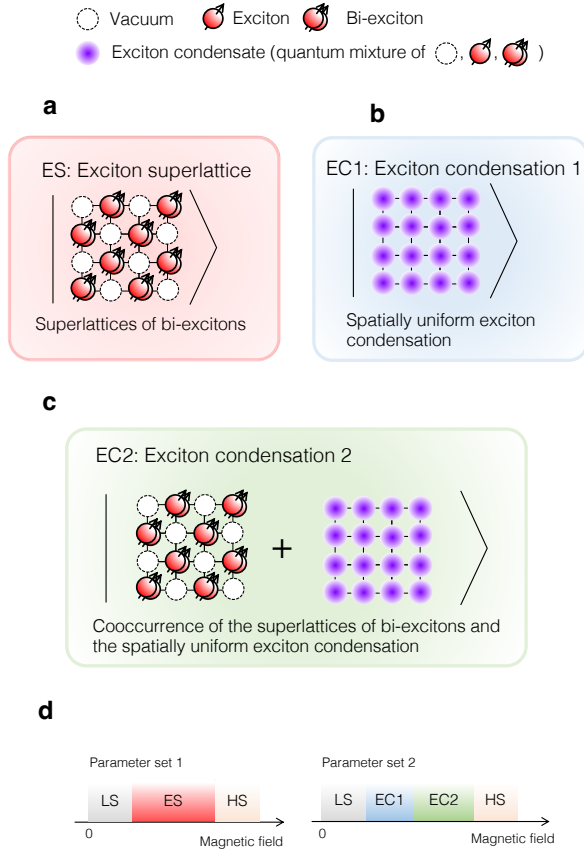 Vacuum Exciton Bi-exciton
Exciton condensate (quantum mixture of , , )
a
b
ES: Exciton superlattice
Superlattices of bi-excitons
EC1: Exciton condensation 1
Spatially uniform exciton
condensation
c
EC2: Exciton condensation 2
+
Cooccurrence of the superlattices of bi-excitons and
the spatially uniform exciton condensation
d
Parameter set 1
LS ES HS
0
Magnetic field
Parameter set 2
LS EC1 EC2 HS
0
Magnetic field